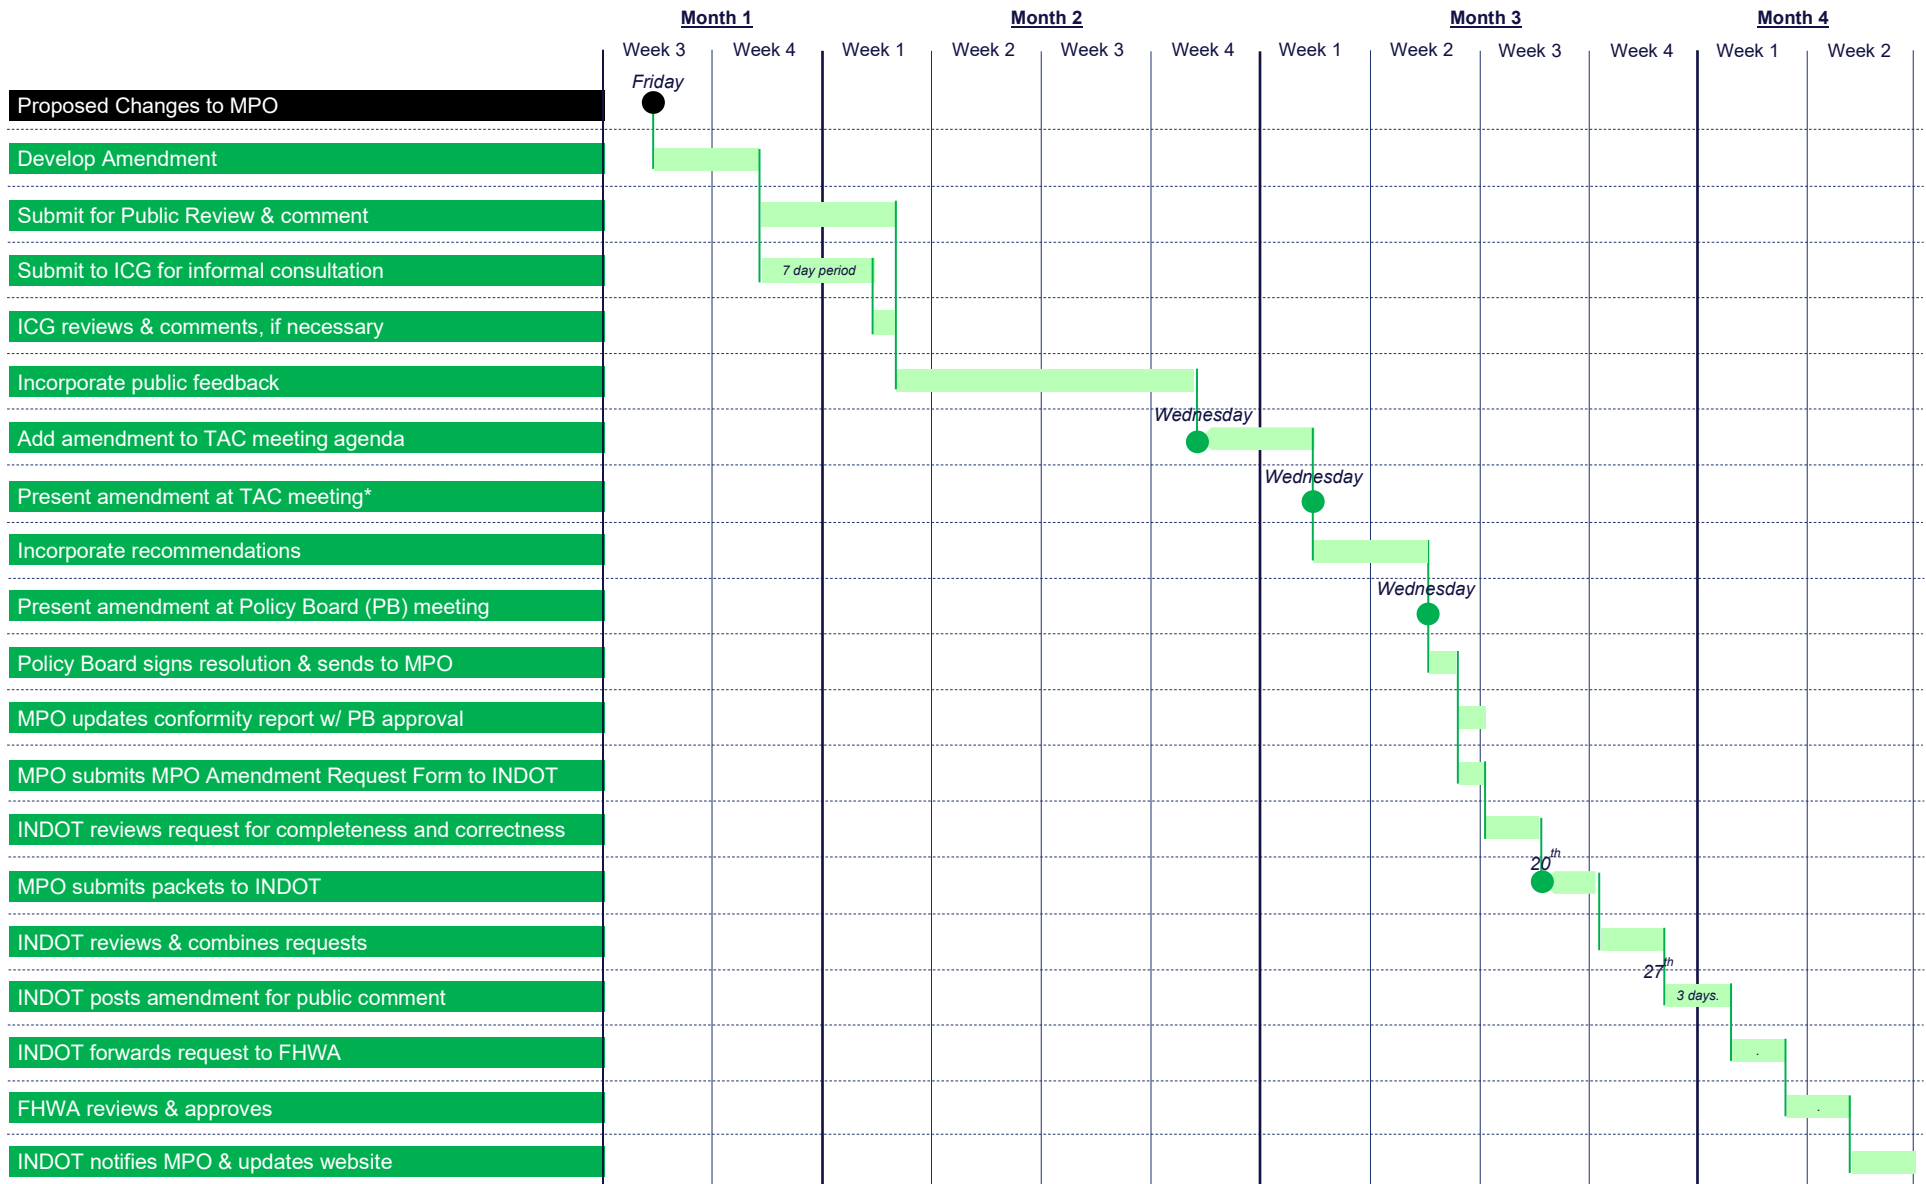 Month 1 Month 2 Month 3 Month 4
Week 3 Week 4 Week 1 Week 2 Week 3 Week 4 Week 1 Week 2 Week 3 Week 4 Week 1 Week 2
Friday
Proposed Changes to MPO
Develop Amendment
Submit for Public Review & comment
Submit to ICG for informal consultation 7 day period
ICG reviews & comments, if necessary
Incorporate public feedback
Wednesday
Add amendment to TAC meeting agenda
Wednesday
Present amendment at TAC meeting*
Incorporate recommendations
Wednesday
Present amendment at Policy Board (PB) meeting
Policy Board signs resolution & sends to MPO
MPO updates conformity report w/ PB approval
MPO submits MPO Amendment Request Form to INDOT
INDOT reviews request for completeness and correctness
20th
MPO submits packets to INDOT
INDOT reviews & combines requests
27th
INDOT posts amendment for public comment 3 days.
INDOT forwards request to FHWA .
FHWA reviews & approves .
INDOT notifies MPO & updates website